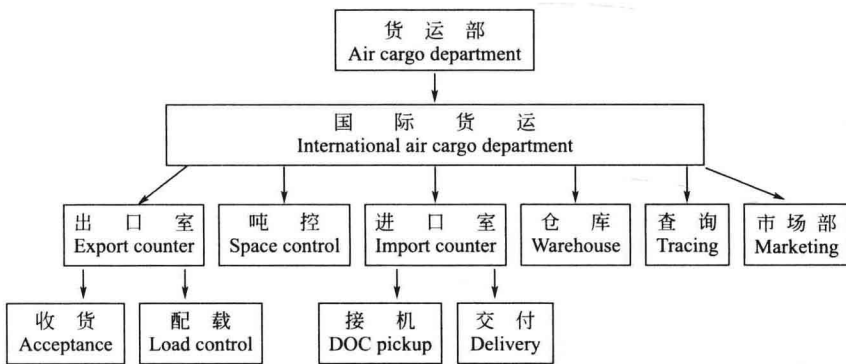 货运部
Air cargo department
国际货运
International air cargo department
出口室
Export counter
吨控
Space control
进口室
Import counter
仓库
Warehouse
查询
Tracing
市场部
Marketing
收货
Acceptance
配载
Load control
接机
DOC pickup
交付
Delivery